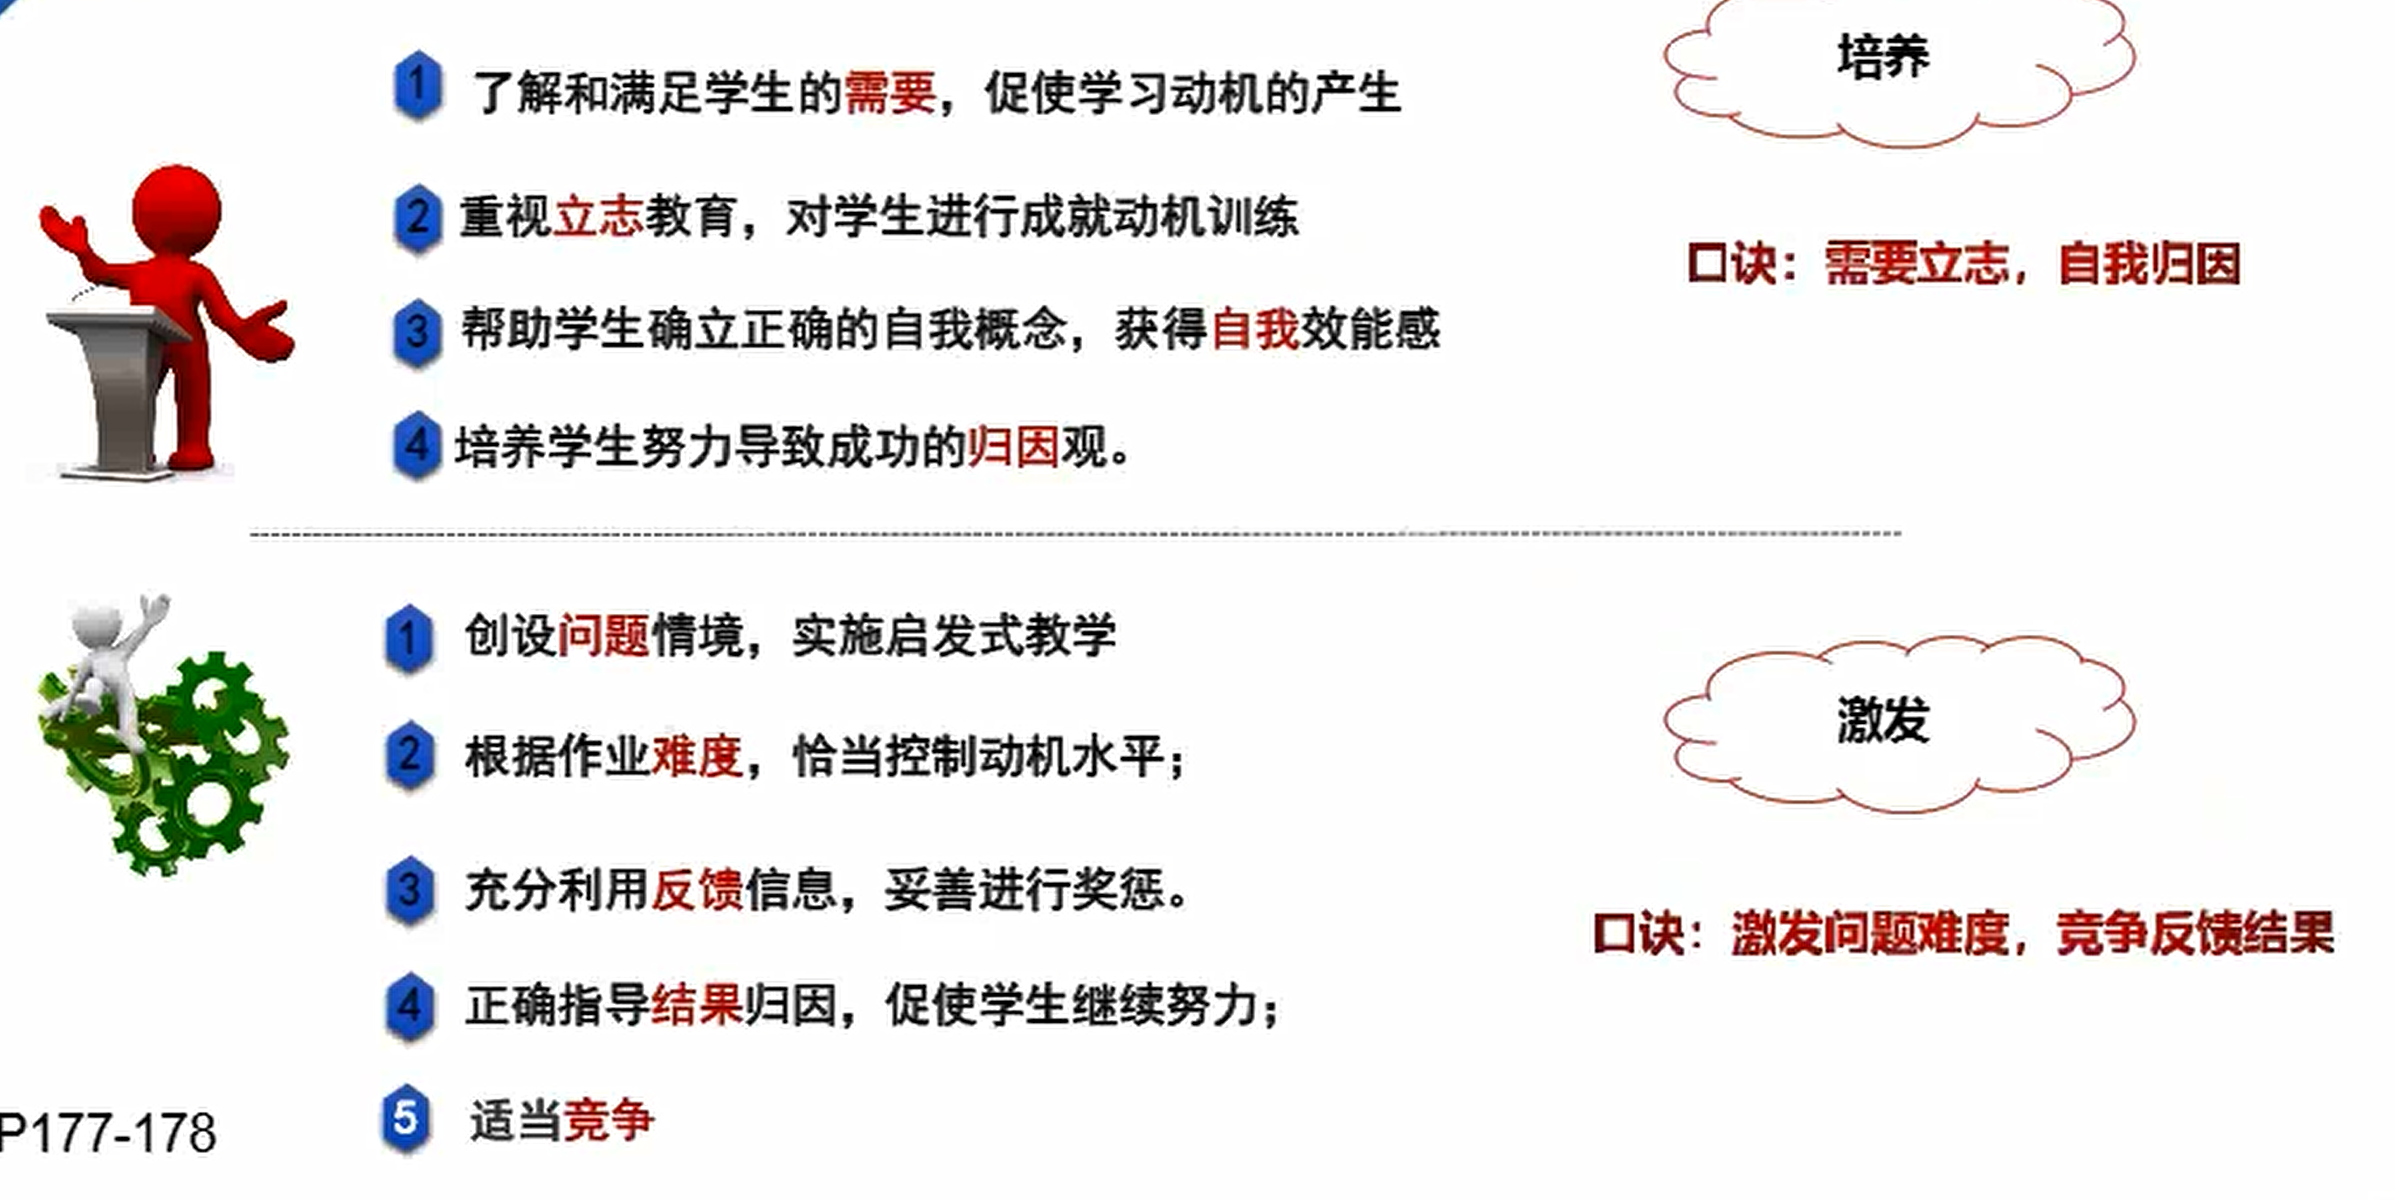 培养
1 了解和满足学生的需要，促使学习动机的产生
2 重视立志教育，对学生进行成就动机训练
口诀：需要立志，自我归因
3 帮助学生确立正确的自我概念，获得自我效能感
4 培养学生努力导致成功的归因观。
1 创设问题情境，实施启发式教学
激发
2 根据作业难度，恰当控制动机水平；
3 充分利用反馈信息，妥善进行奖惩。
口诀：激发问题难度，竞争反馈结果
4 正确指导结果归因，促使学生继续努力；
5 适当竞争
P177-178